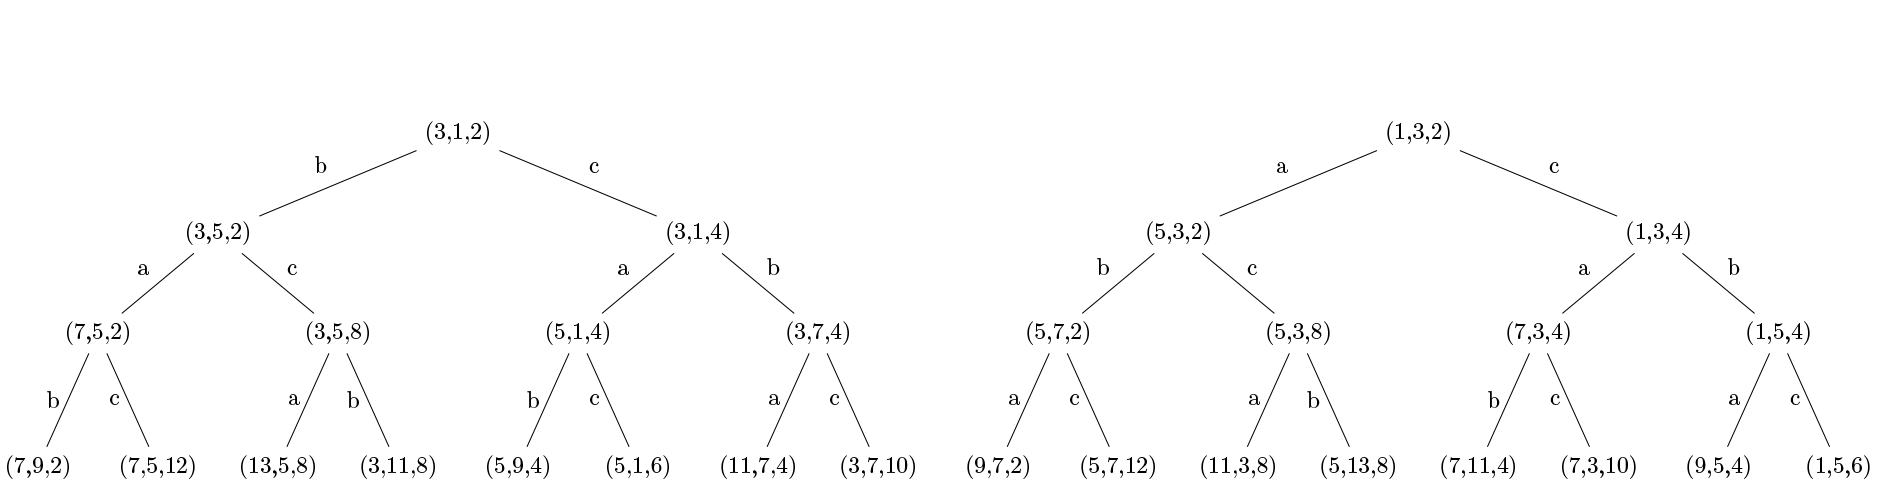 (3,1,2) (1,3,2)
b c a c
(3,5,2) (3,1,4) (5,3,2) (1,3,4)
a c a b b c a b
(7,5,2) (3,5,8) (5,1,4) (3,7,4) (5,7,2) (5,3,8) (7,3,4) (1,5,4)
b c a b b c a c a c a b b c a c
(7,9,2) (7,5,12) (13,5,8) (3,11,8) (5,9,4) (5,1,6) (11,7,4) (3,7,10) (9,7,2) (5,7,12) (11,3,8) (5,13,8) (7,11,4) (7,3,10) (9,5,4) (1,5,6)